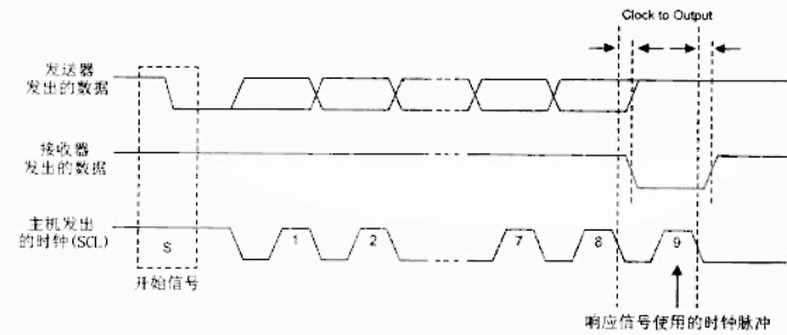 Clock to Output
发送器
发出的数据
接收器
发出的数据
主机发出
的时钟(SCL)
S
1
2
7
8
9
开始信号
响应信号使用的时钟脉冲